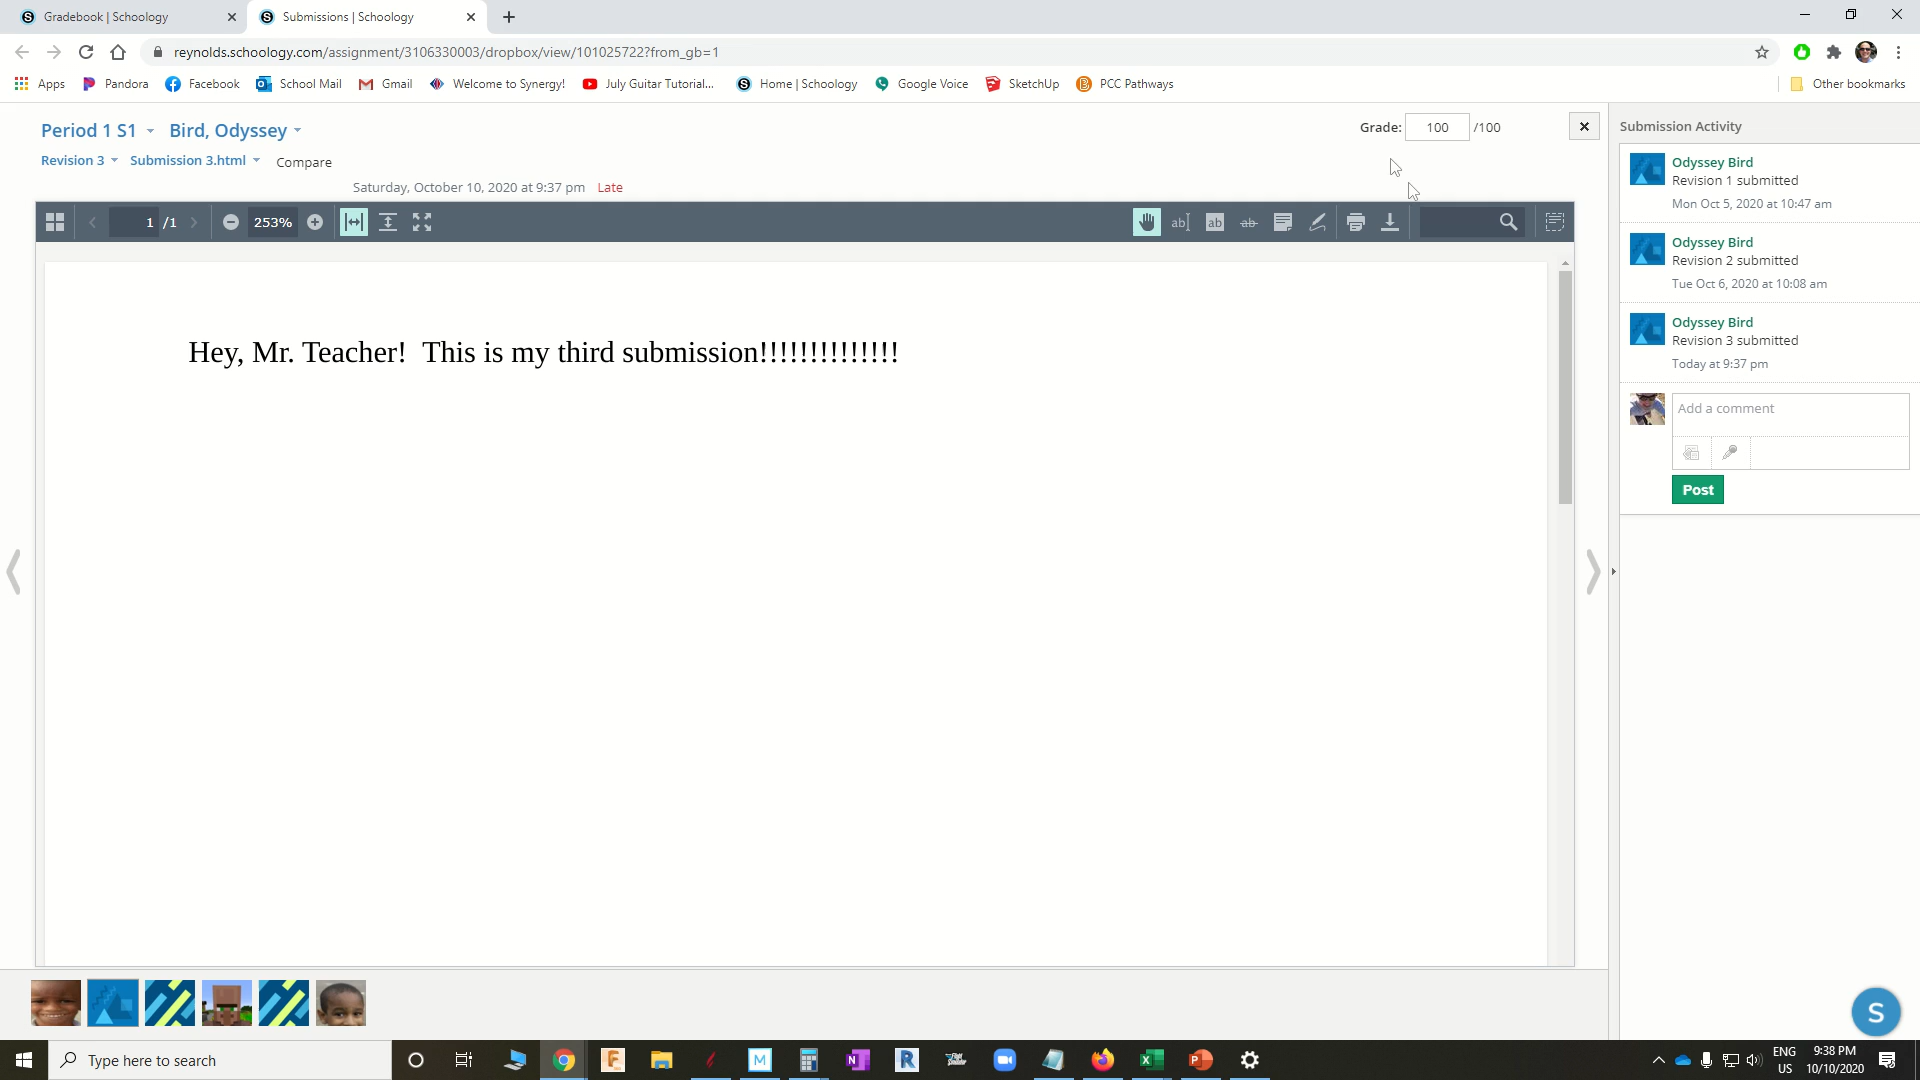 Gradebook | Schoology
Submissions | Schoology
reynolds.schoology.com/assignment/3106330003/dropbox/view/101025722?from_gb=1
Apps Pandora Facebook School Mail Gmail Welcome to Synergy! July Guitar Tutorial... Home | Schoology Google Voice SketchUp PCC Pathways Other bookmarks
Period 1 S1 Bird, Odyssey
Grade: 100 /100
Revision 3 Submission 3.html Compare
Saturday, October 10, 2020 at 9:37 pm Late
1 /1 253%
ab ab ab
Hey, Mr. Teacher!  This is my third submission!!!!!!!!!!!!!!
Submission Activity
Odyssey Bird
Revision 1 submitted
Mon Oct 5, 2020 at 10:47 am
Odyssey Bird
Revision 2 submitted
Tue Oct 6, 2020 at 10:08 am
Odyssey Bird
Revision 3 submitted
Today at 9:37 pm
Add a comment
Post
S
Type here to search
ENG
US
9:38 PM
10/10/2020